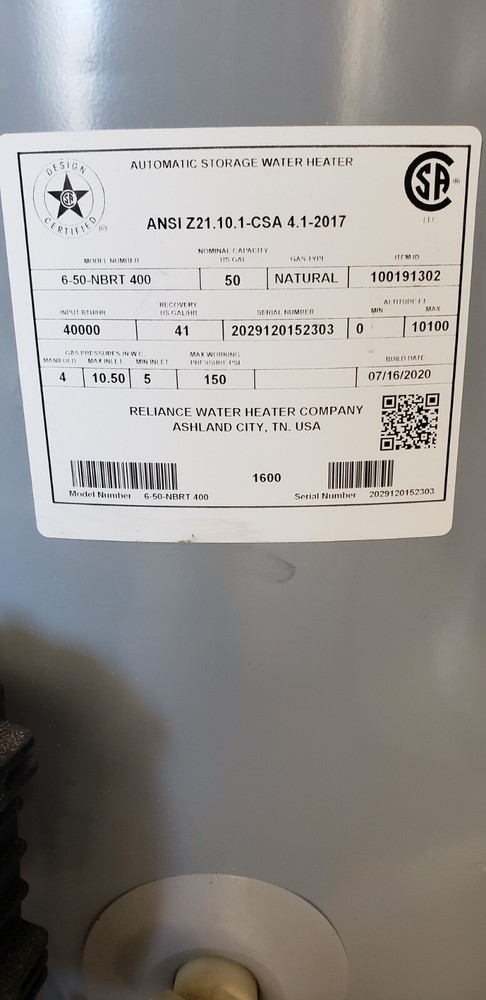 DESIGN
CERTIFIED
AUTOMATIC STORAGE WATER HEATER
CSA
ANSI Z21.10.1-CSA 4.1-2017
MODEL NUMBER NOMINAL CAPACITY US GAL GAS TYPE ITEM ID
6-50-NBRT 400 50 NATURAL 100191302
INPUT BTU/HR RECOVERY US GAL/HR SERIAL NUMBER ALTITUDE FT MIN MAX
40000 41 2029120152303 0 10100
GAS PRESSURES IN W.C. MANIFOLD MAX INLET MIN INLET MAX WORKING PRESSURE PSI BUILD DATE
4 10.50 5 150 07/16/2020
RELIANCE WATER HEATER COMPANY
ASHLAND CITY, TN. USA
1600
Model Number 6-50-NBRT 400 Serial Number 2029120152303